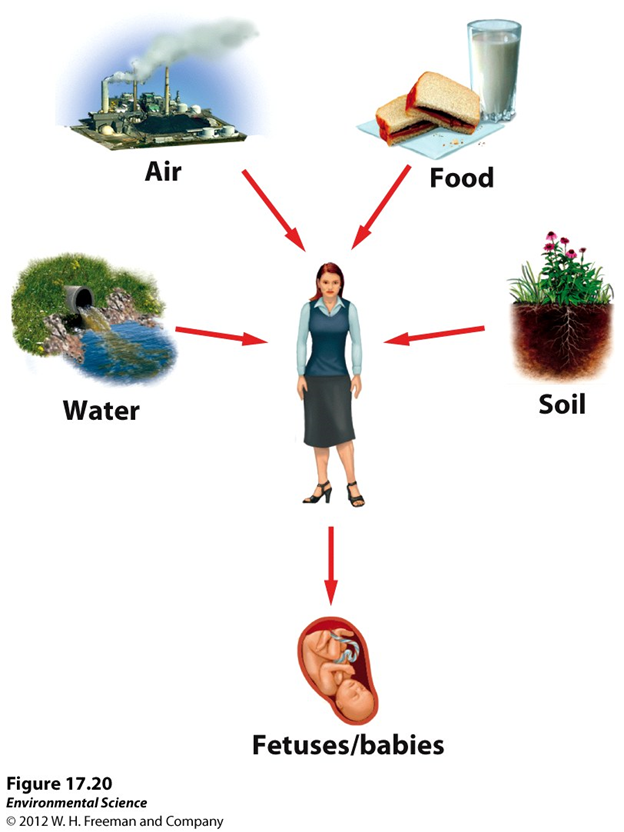 Air
Food
Water
Soil
Fetuses/babies
Figure 17.20
Environmental Science
© 2012 W. H. Freeman and Company